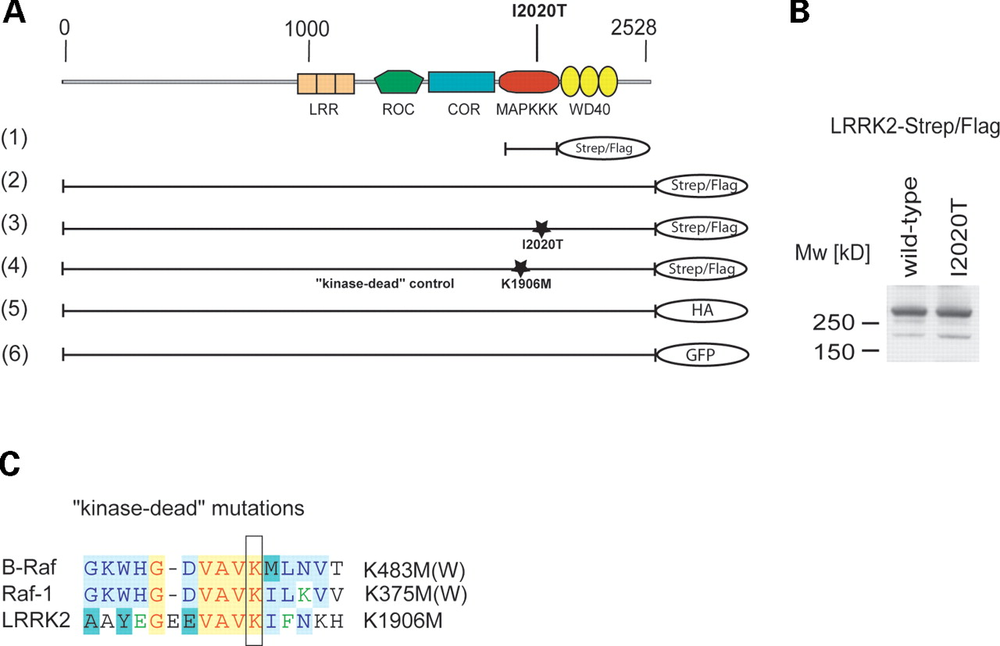 A
B
I2020T
0
1000
2528
LRR
ROC
COR
MAPKKK
WD40
(1)
Strep/Flag
(2)
Strep/Flag
(3)
Strep/Flag
I2020T
(4)
Strep/Flag
"kinase-dead" control
K1906M
(5)
HA
(6)
GFP
LRRK2-Strep/Flag
Mw [kD]
wild-type
I2020T
250
150
C
"kinase-dead" mutations
B-Raf GKWHG-DVAVKMLNVT K483M(W)
Raf-1 GKWHG-DVAVKILKVV K375M(W)
LRRK2 AAYEGEEVAVKIFNKH K1906M